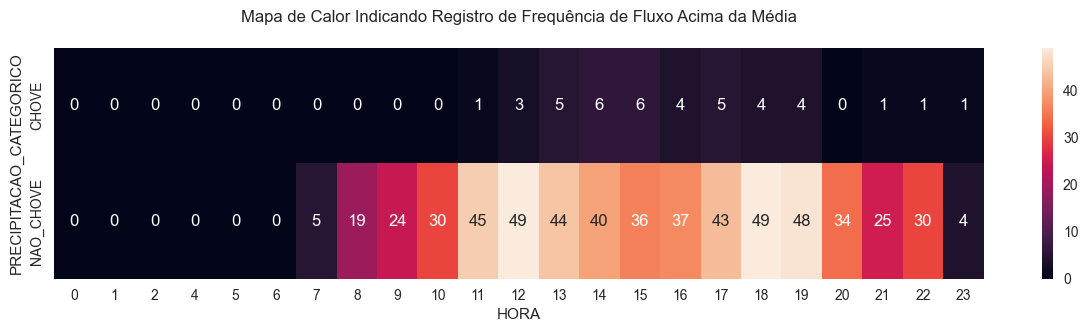 Mapa de Calor Indicando Registro de Frequência de Fluxo Acima da Média
PRECIPITACAO_CATEGORICO
CHOVE
0 0 0 0 0 0 0 0 0 0 1 3 5 6 6 4 5 4 4 0 1 1 1
NAO_CHOVE
0 0 0 0 0 0 5 19 24 30 45 49 44 40 36 37 43 49 48 34 25 30 4
0 1 2 4 5 6 7 8 9 10 11 12 13 14 15 16 17 18 19 20 21 22 23
HORA
40
30
20
10
0